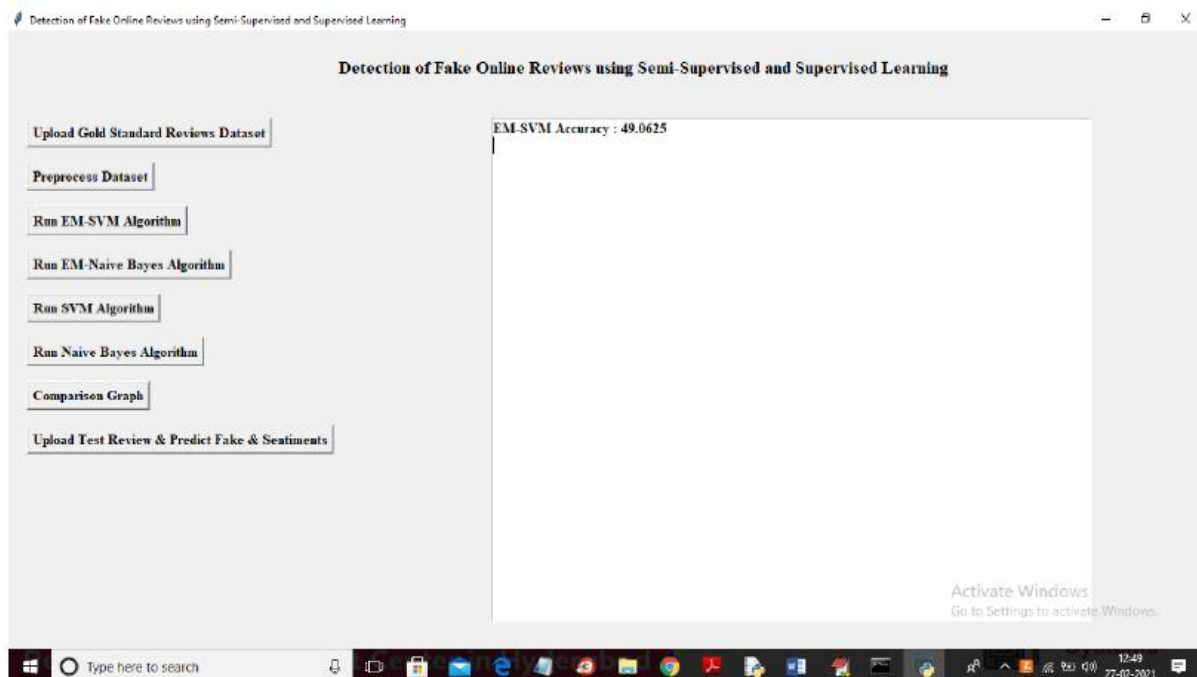 Detection of Fake Online Reviews using Semi-Supervised and Supervised Learning
Detection of Fake Online Reviews using Semi-Supervised and Supervised Learning
Upload Gold Standard Reviews Dataset
EM-SVM Accuracy : 49.0625
Preprocess Dataset
Run EM-SVM Algorithm
Run EM-Naive Bayes Algorithm
Run SVM Algorithm
Run Naive Bayes Algorithm
Comparison Graph
Upload Test Review & Predict Fake & Sentiments
Activate Windows
Go to Settings to activate Windows.
Type here to search
12:49
27-02-2021